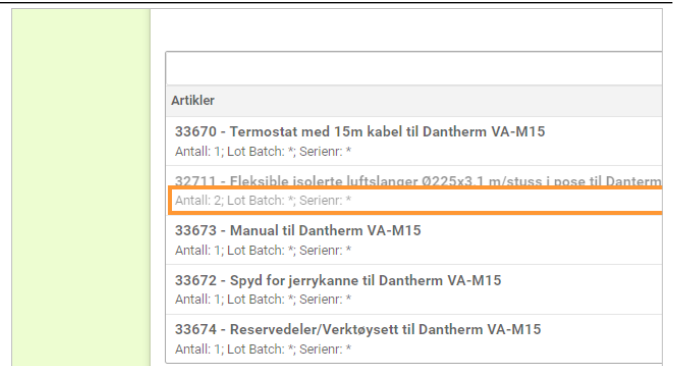 Artikler
33670 - Termostat med 15m kabel til Dantherm VA-M15
Antall: 1; Lot Batch: *; Serienr: *
32711 - Fleksible isolerte luftslanger Ø225x3,1 m/stuss i pose til Danterm
Antall: 2; Lot Batch: *; Serienr: *
33673 - Manual til Dantherm VA-M15
Antall: 1; Lot Batch: *; Serienr: *
33672 - Spyd for jerrykanne til Dantherm VA-M15
Antall: 1; Lot Batch: *; Serienr: *
33674 - Reservedeler/Verktøysett til Dantherm VA-M15
Antall: 1; Lot Batch: *; Serienr: *